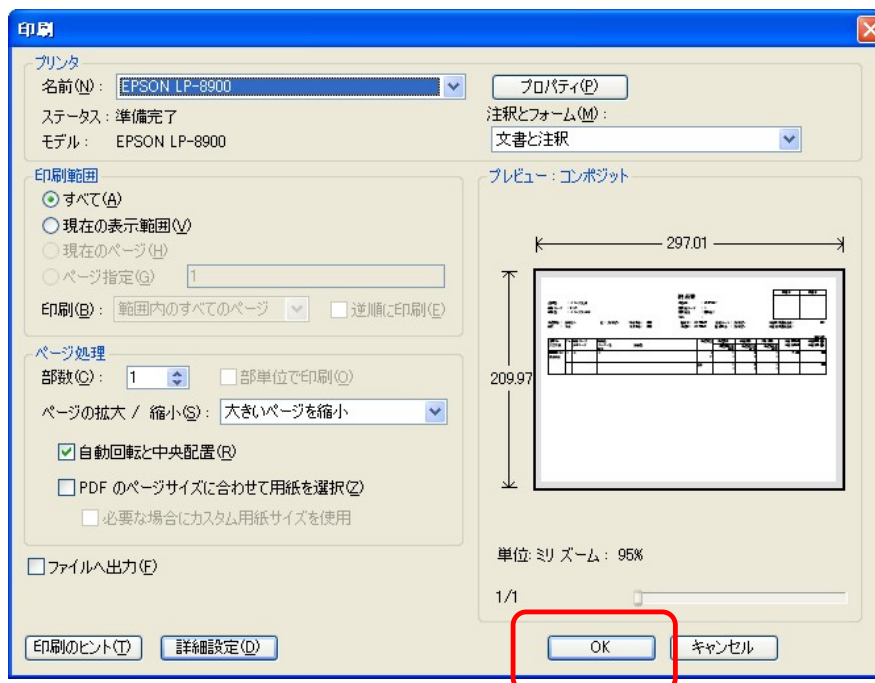 印刷
プリンタ
名前(N): EPSON LP-8900
プロパティ(P)
ステータス: 準備完了
注釈とフォーム(M):
モデル: EPSON LP-8900
文書と注釈
印刷範囲
すべて(A)
現在の表示範囲(V)
現在のページ(H)
ページ指定(G) 1
印刷(B): 範囲内のすべてのページ 逆順に印刷(E)
ページ処理
部数(C): 1 部単位で印刷(O)
ページの拡大 / 縮小(S): 大きいページを縮小
自動回転と中央配置(R)
PDF のページサイズに合わせて用紙を選択(Z)
必要な場合にカスタム用紙サイズを使用
ファイルへ出力(F)
プレビュー: コンポジット
297.01
209.97
単位: ミリ ズーム: 95%
1/1
印刷のヒント(T) 詳細設定(D) OK キャンセル